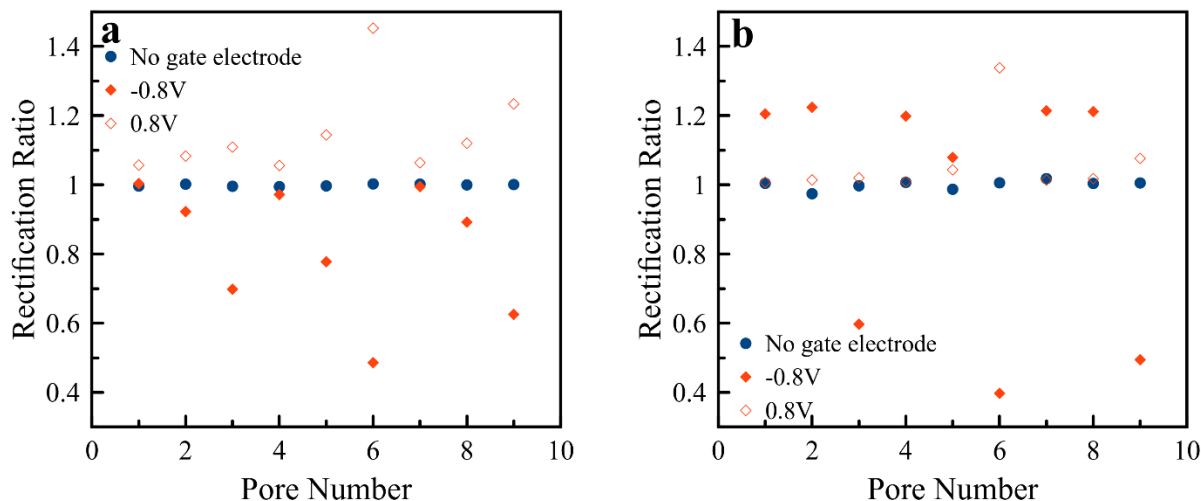 a
No gate electrode
-0.8V
0.8V
1.4
1.2
1
0.8
0.6
0.4
0 2 4 6 8 10
Rectification Ratio
Pore Number
b
1.4
1.2
1
0.8
0.6
0.4
No gate electrode
-0.8V
0.8V
0 2 4 6 8 10
Rectification Ratio
Pore Number